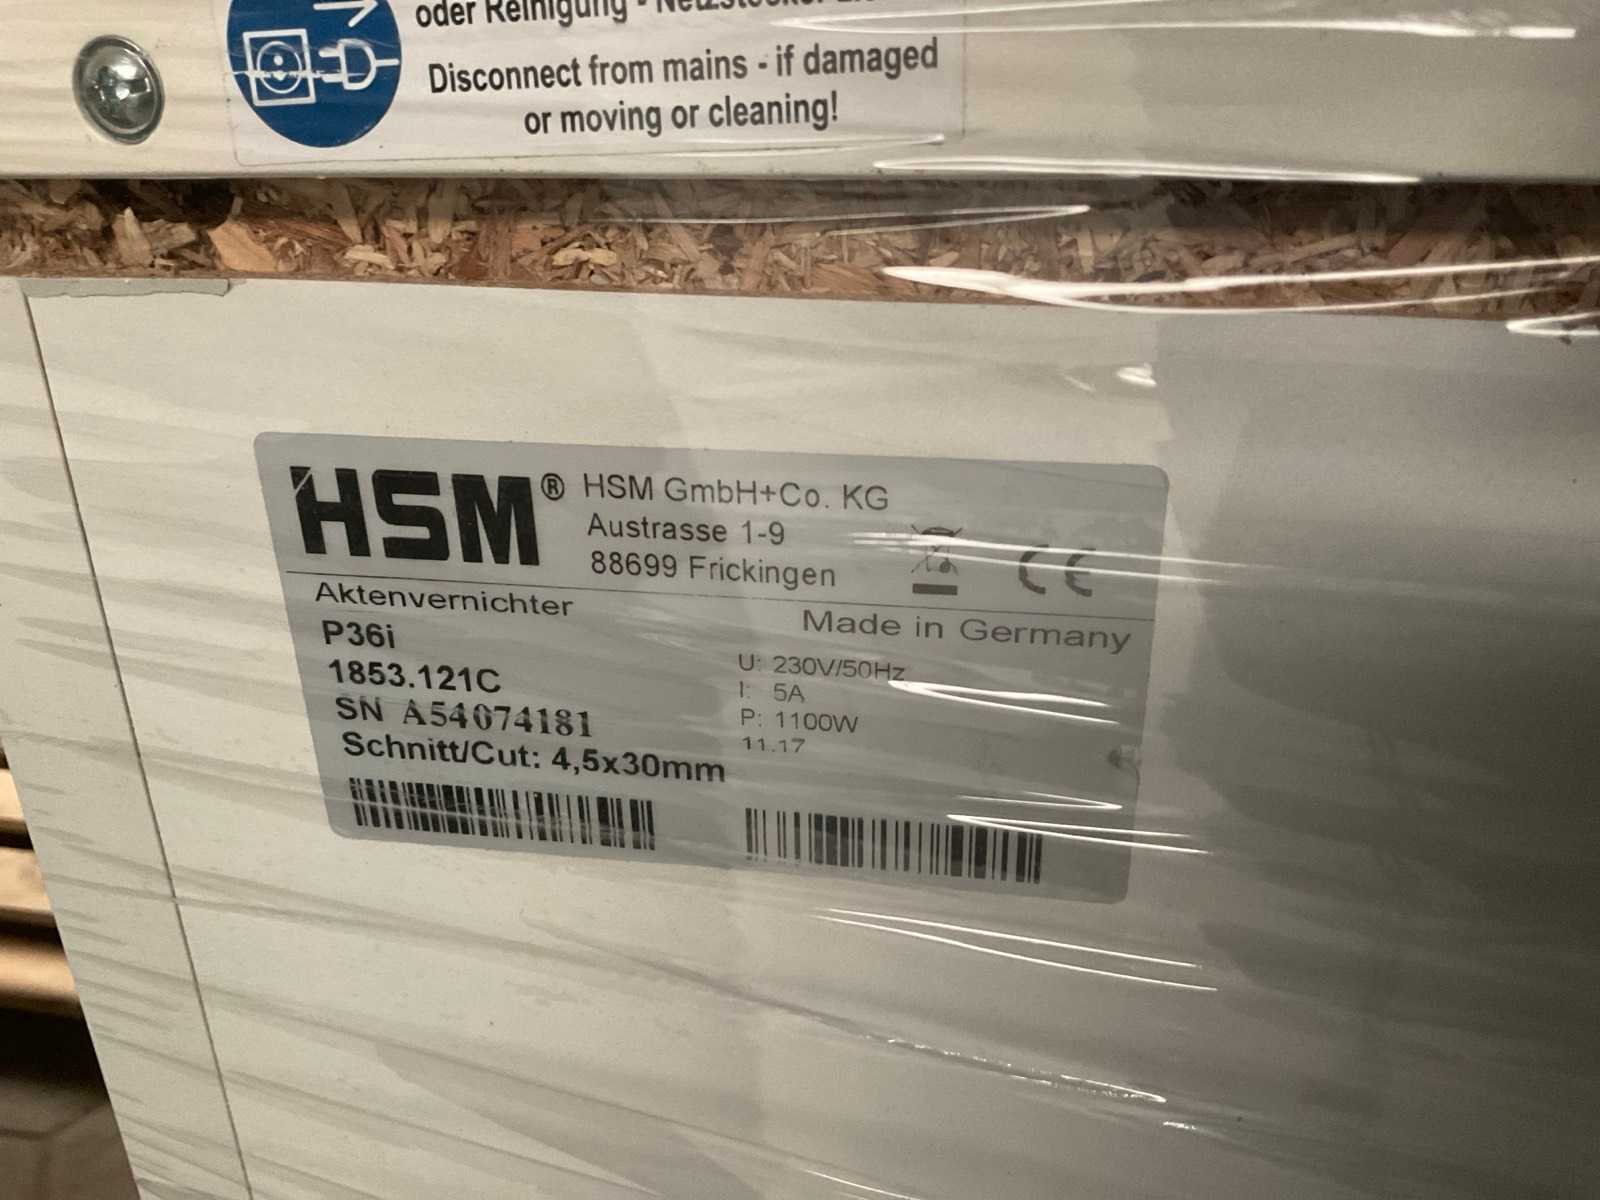 oder Reinigung - Netzstecker
Disconnect from mains - if damaged
or moving or cleaning!
HSM® HSM GmbH+Co. KG
Austrasse 1-9
88699 Frickingen
CE
Aktenvernichter
Made in Germany
P36i
1853.121C
SN A54074181
Schnitt/Cut: 4,5x30mm
U: 230V/50Hz
I: 5A
P: 1100W
11.17